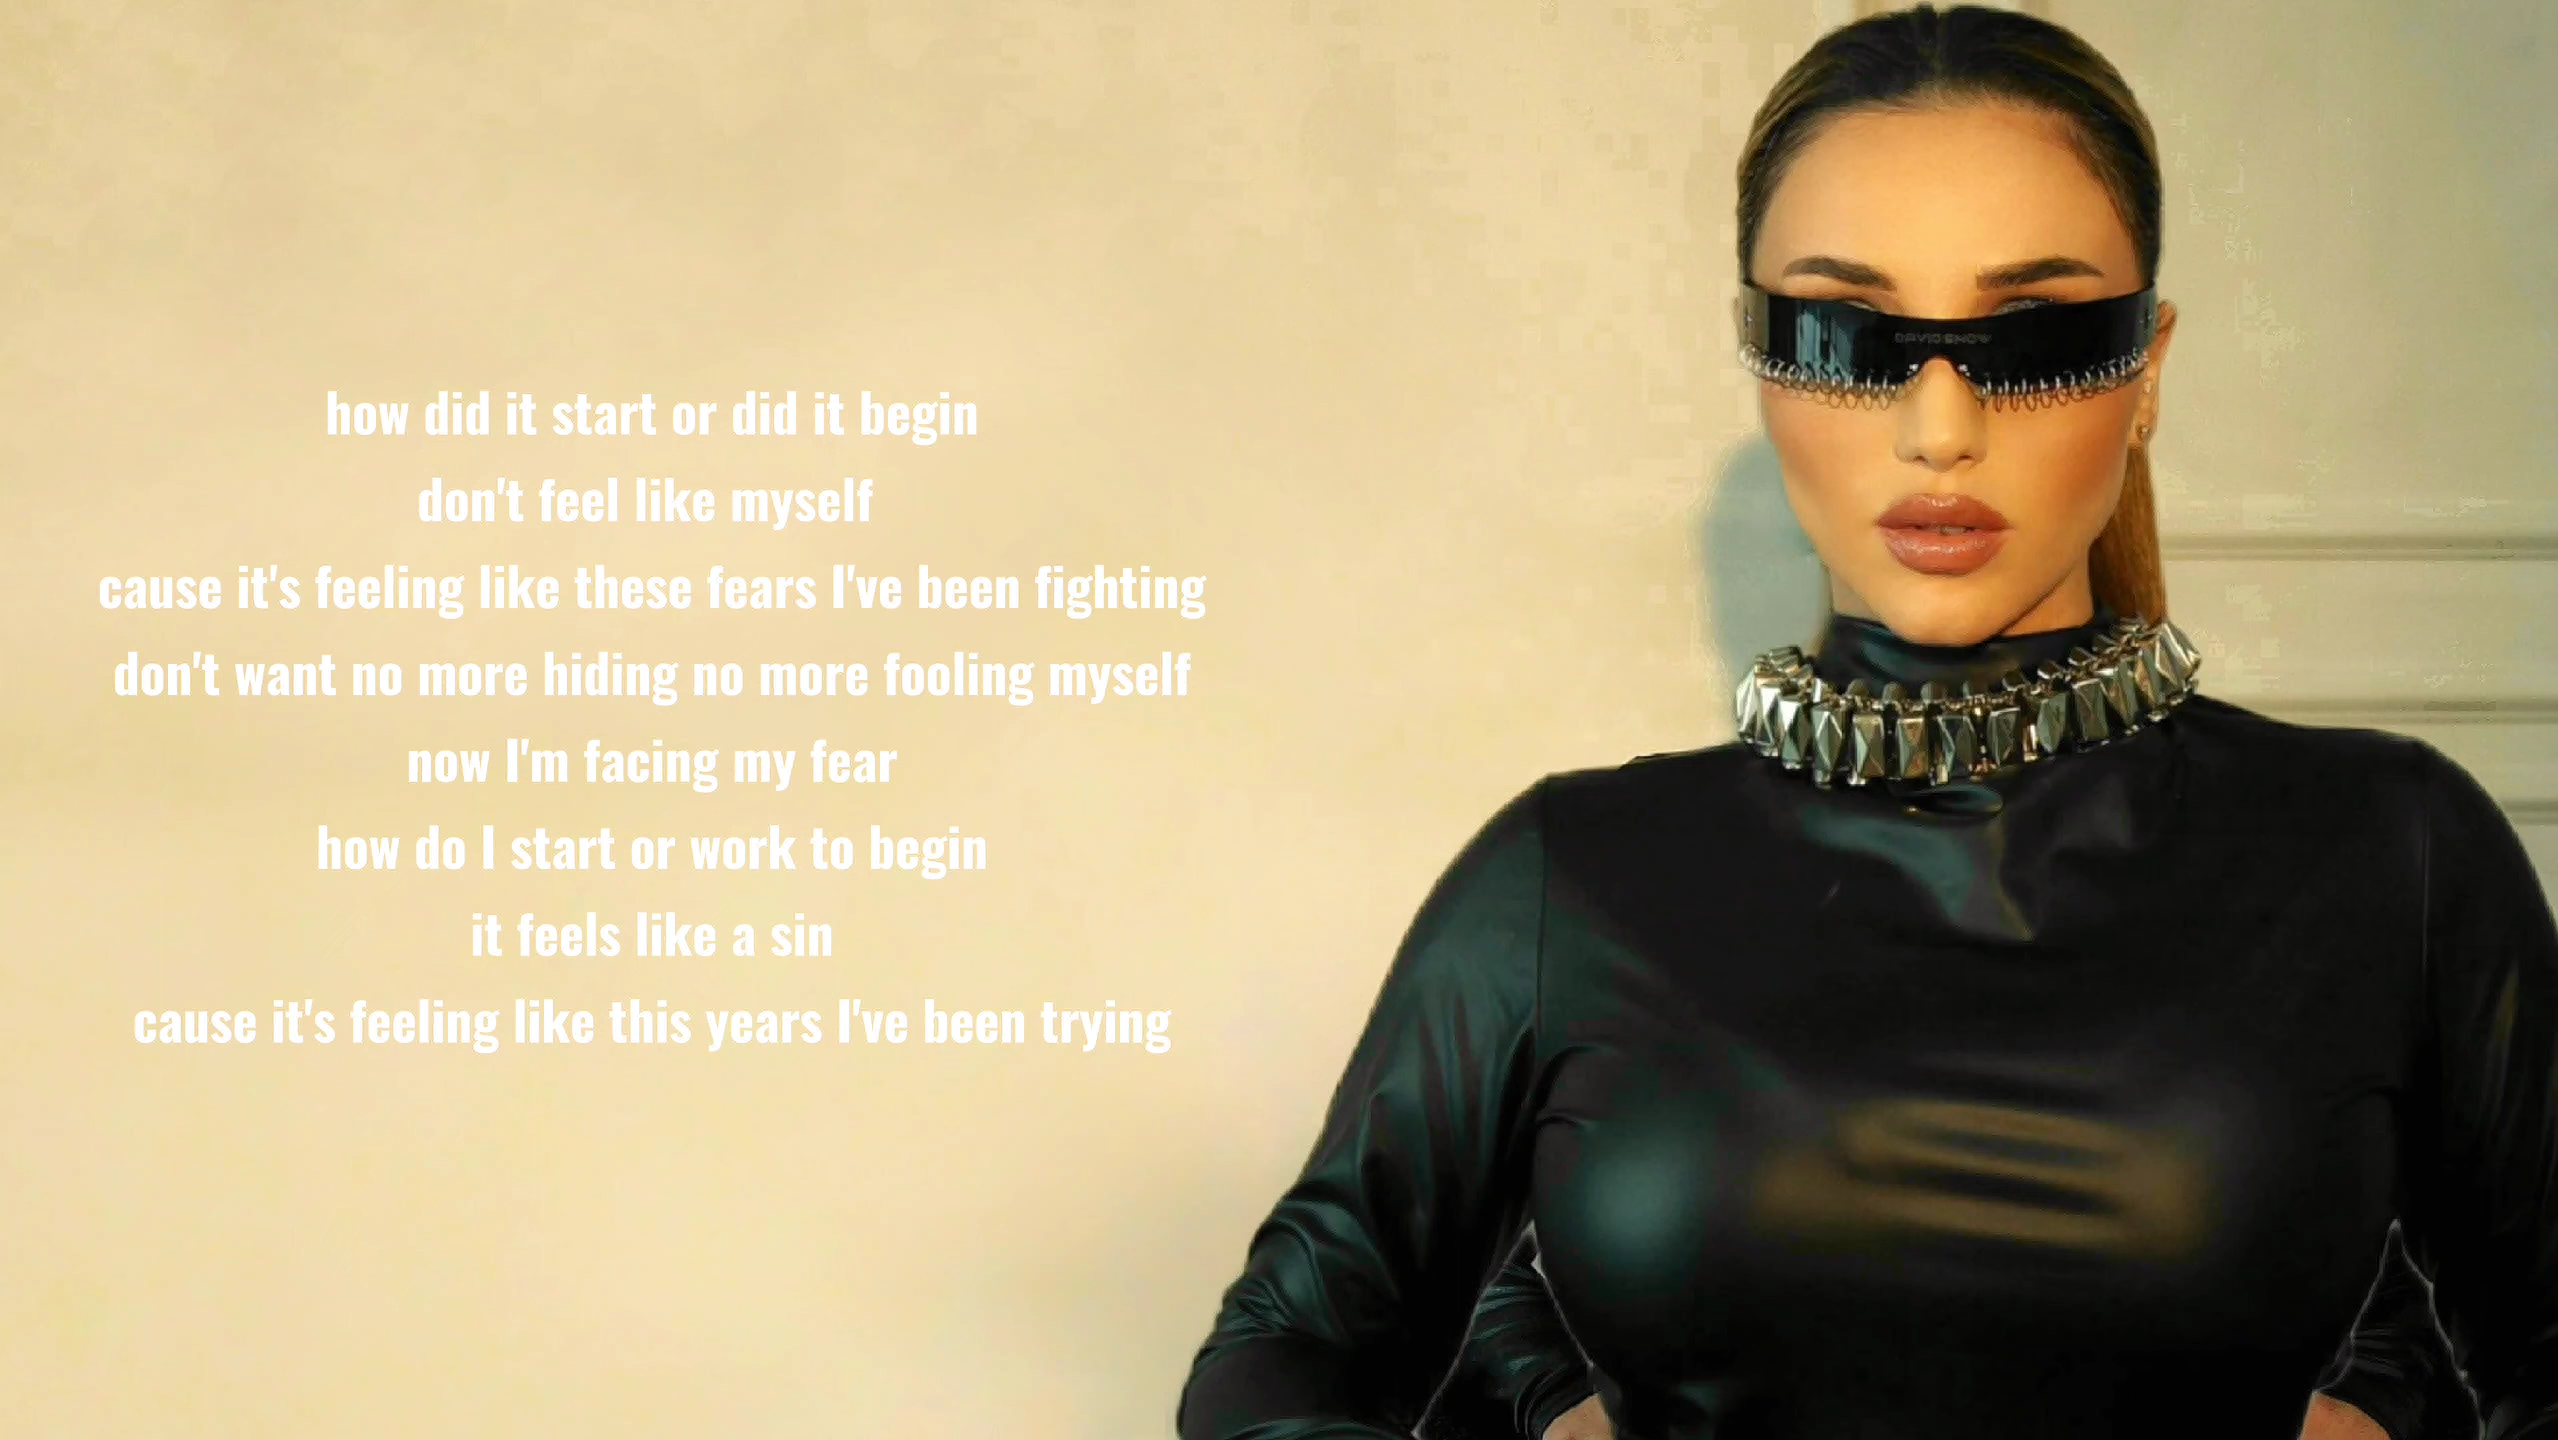 how did it start or did it begin
don't feel like myself
cause it's feeling like these fears I've been fighting
don't want no more hiding no more fooling myself
now I'm facing my fear
how do I start or work to begin
it feels like a sin
cause it's feeling like this years I've been trying
DAVIDSHOW